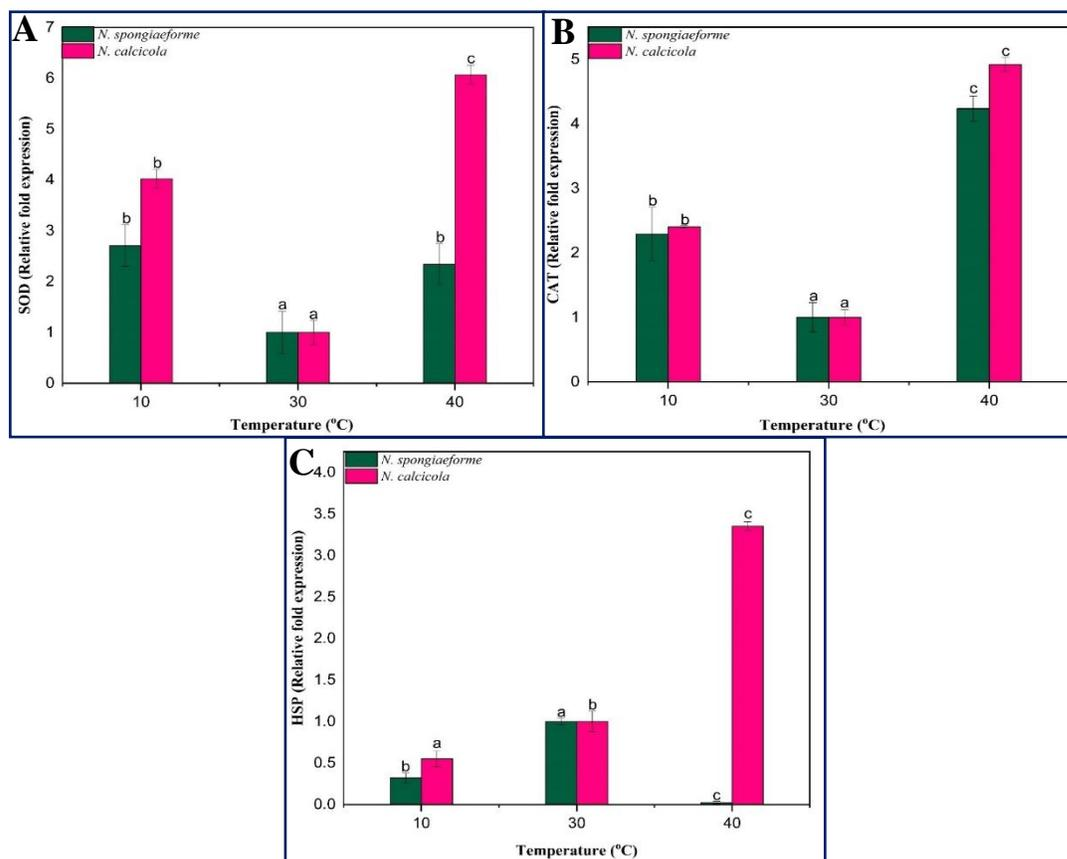 A
N. spongiaeforme
N. calcicola
SOD (Relative fold expression)
7
6
5
4
3
2
1
0
b
b
a
a
b
c
10
30
40
Temperature (°C)
B
N. spongiaeforme
N. calcicola
CAT (Relative fold expression)
5
4
3
2
1
0
b
b
a
a
c
c
10
30
40
Temperature (°C)
C
N. spongiaeforme
N. calcicola
HSP (Relative fold expression)
4.0
3.5
3.0
2.5
2.0
1.5
1.0
0.5
0.0
b
a
a
b
c
c
10
30
40
Temperature (°C)